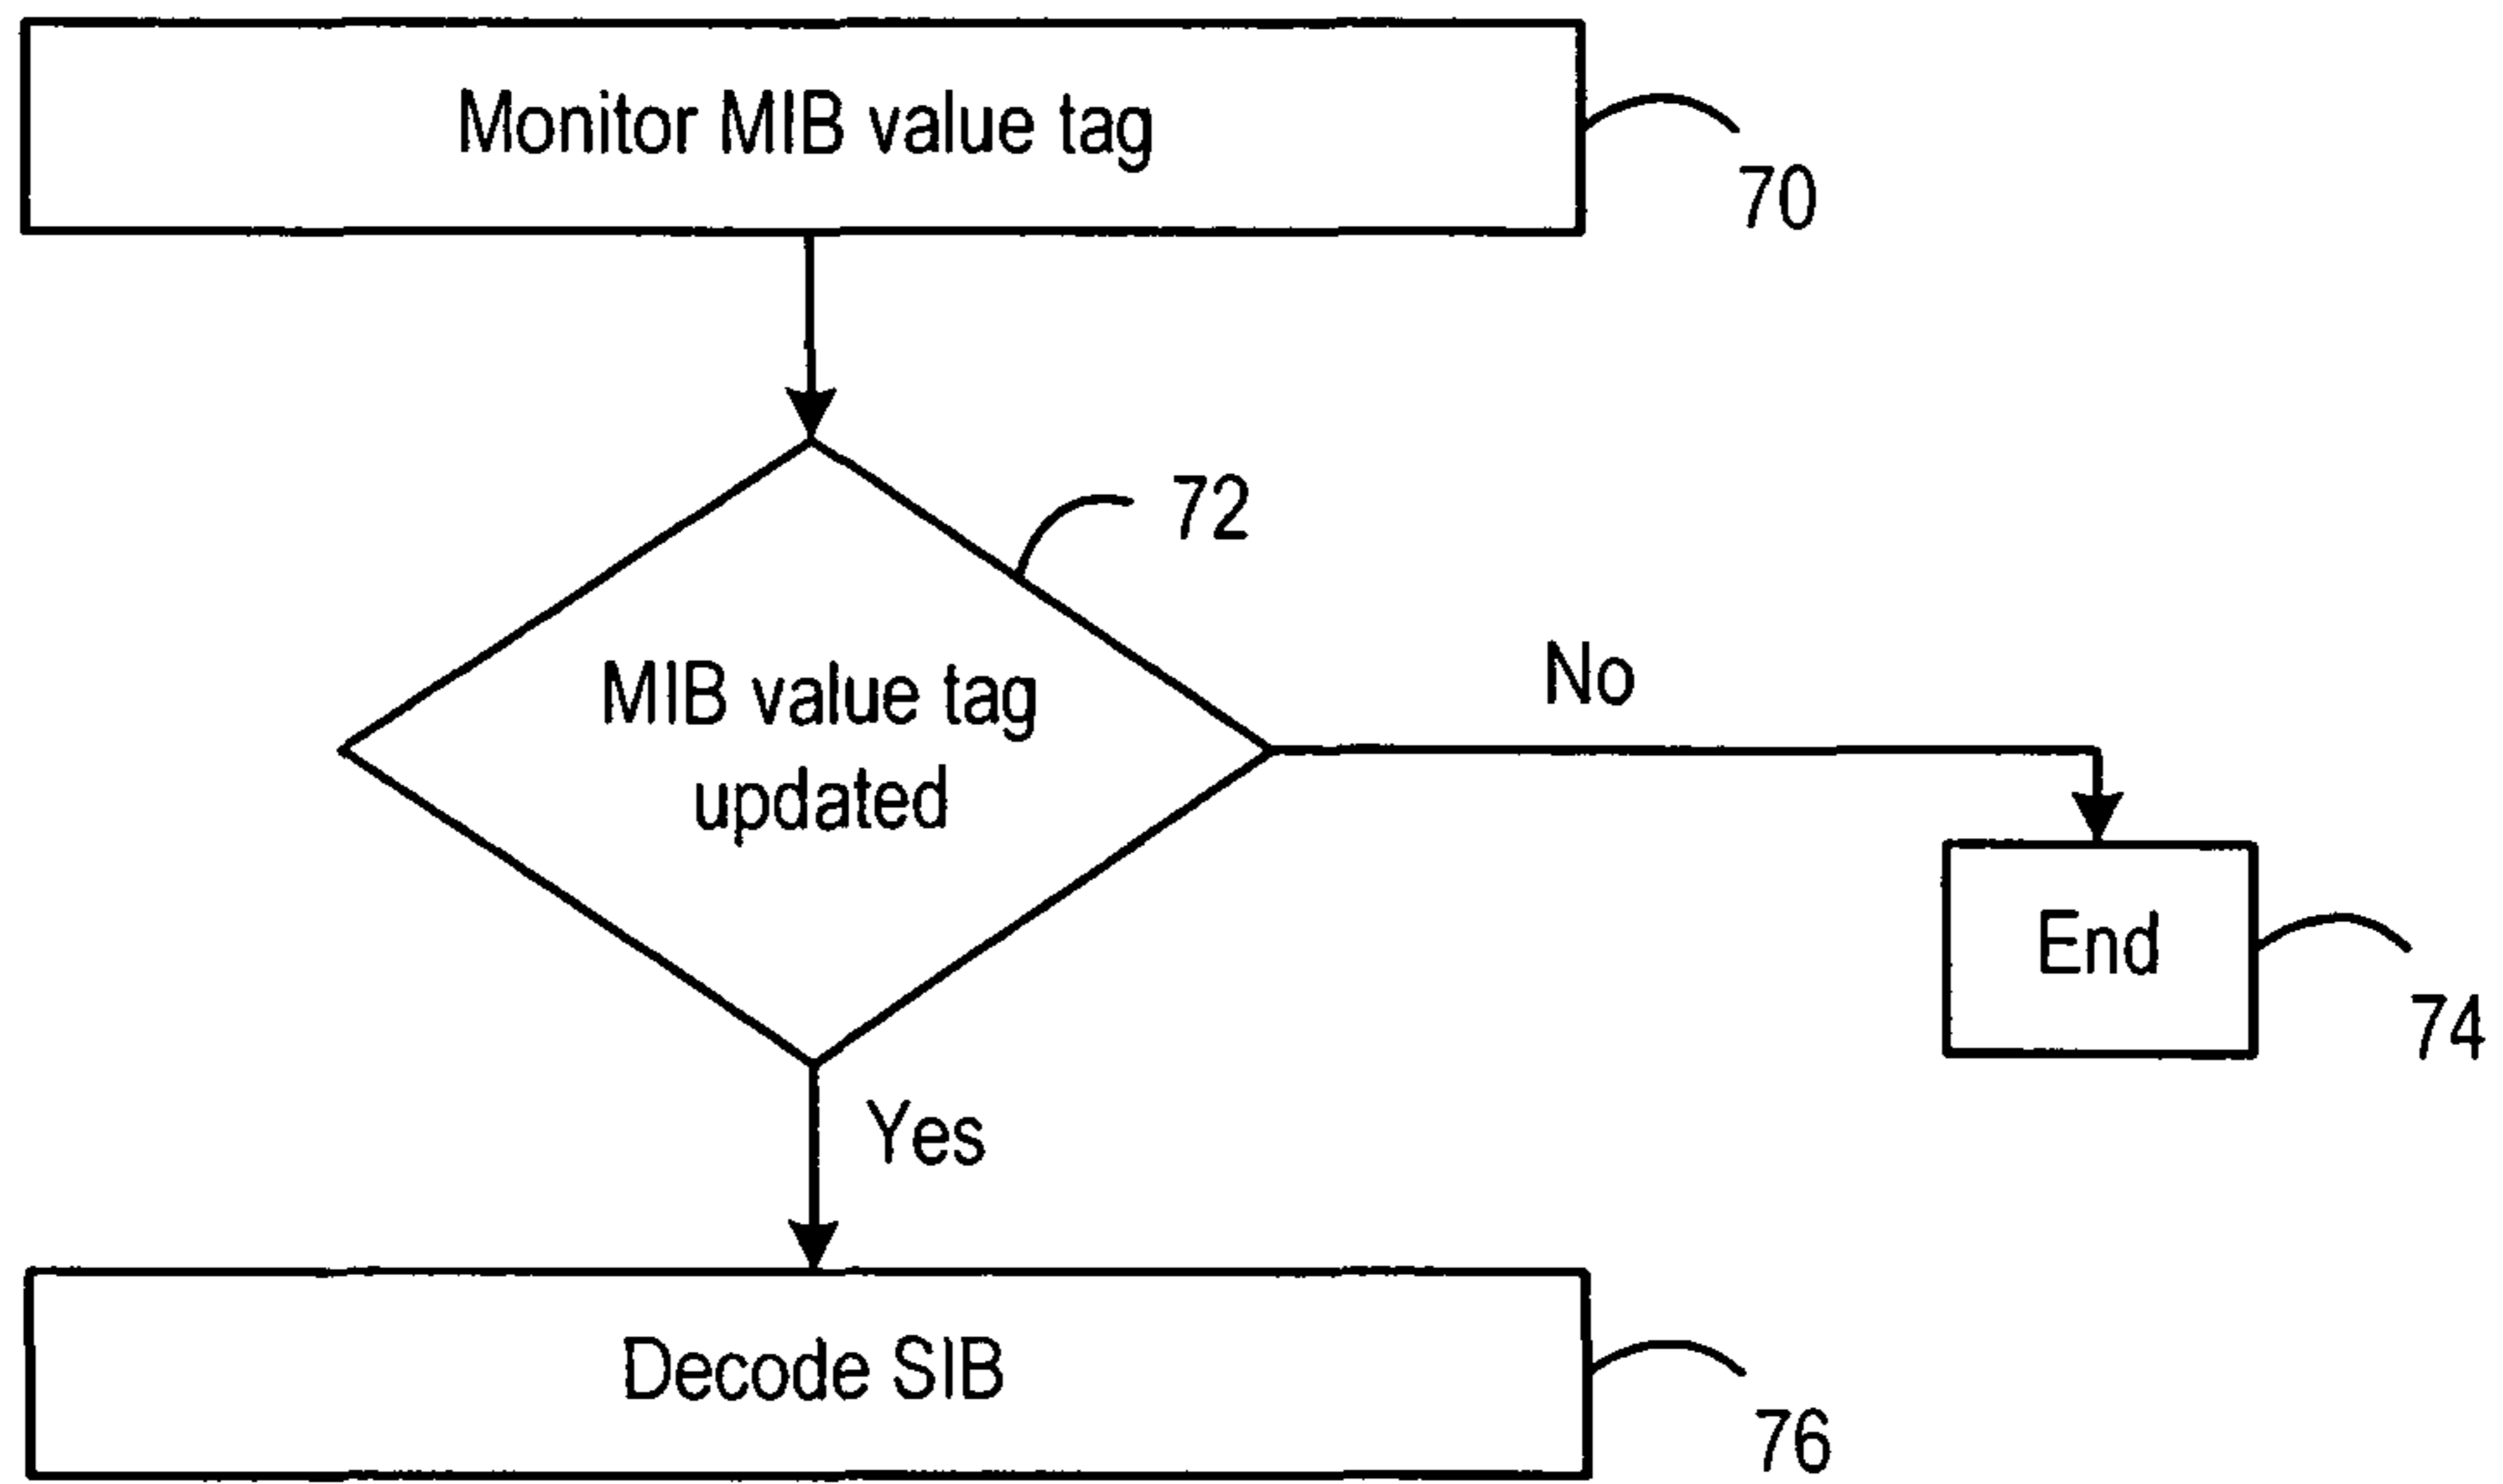 Monitor MIB value tag
70
72
MIB value tag
updated
No
End
74
Yes
Decode SIB
76